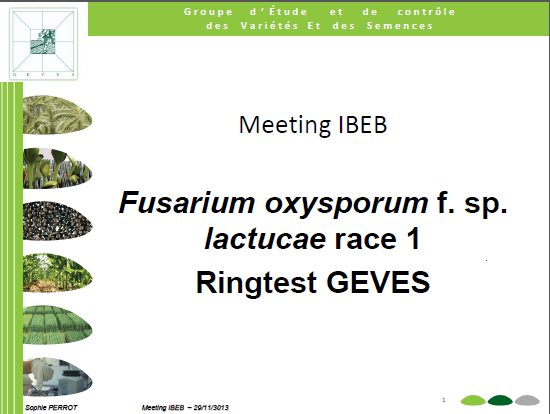 Groupe d'Étude et de contrôle
des Variétés Et des Semences
G E V E S
Meeting IBEB
Fusarium oxysporum f. sp.
lactucae race 1
Ringtest GEVES
1
Sophie PERROT
Meeting IBEB – 29/11/3013